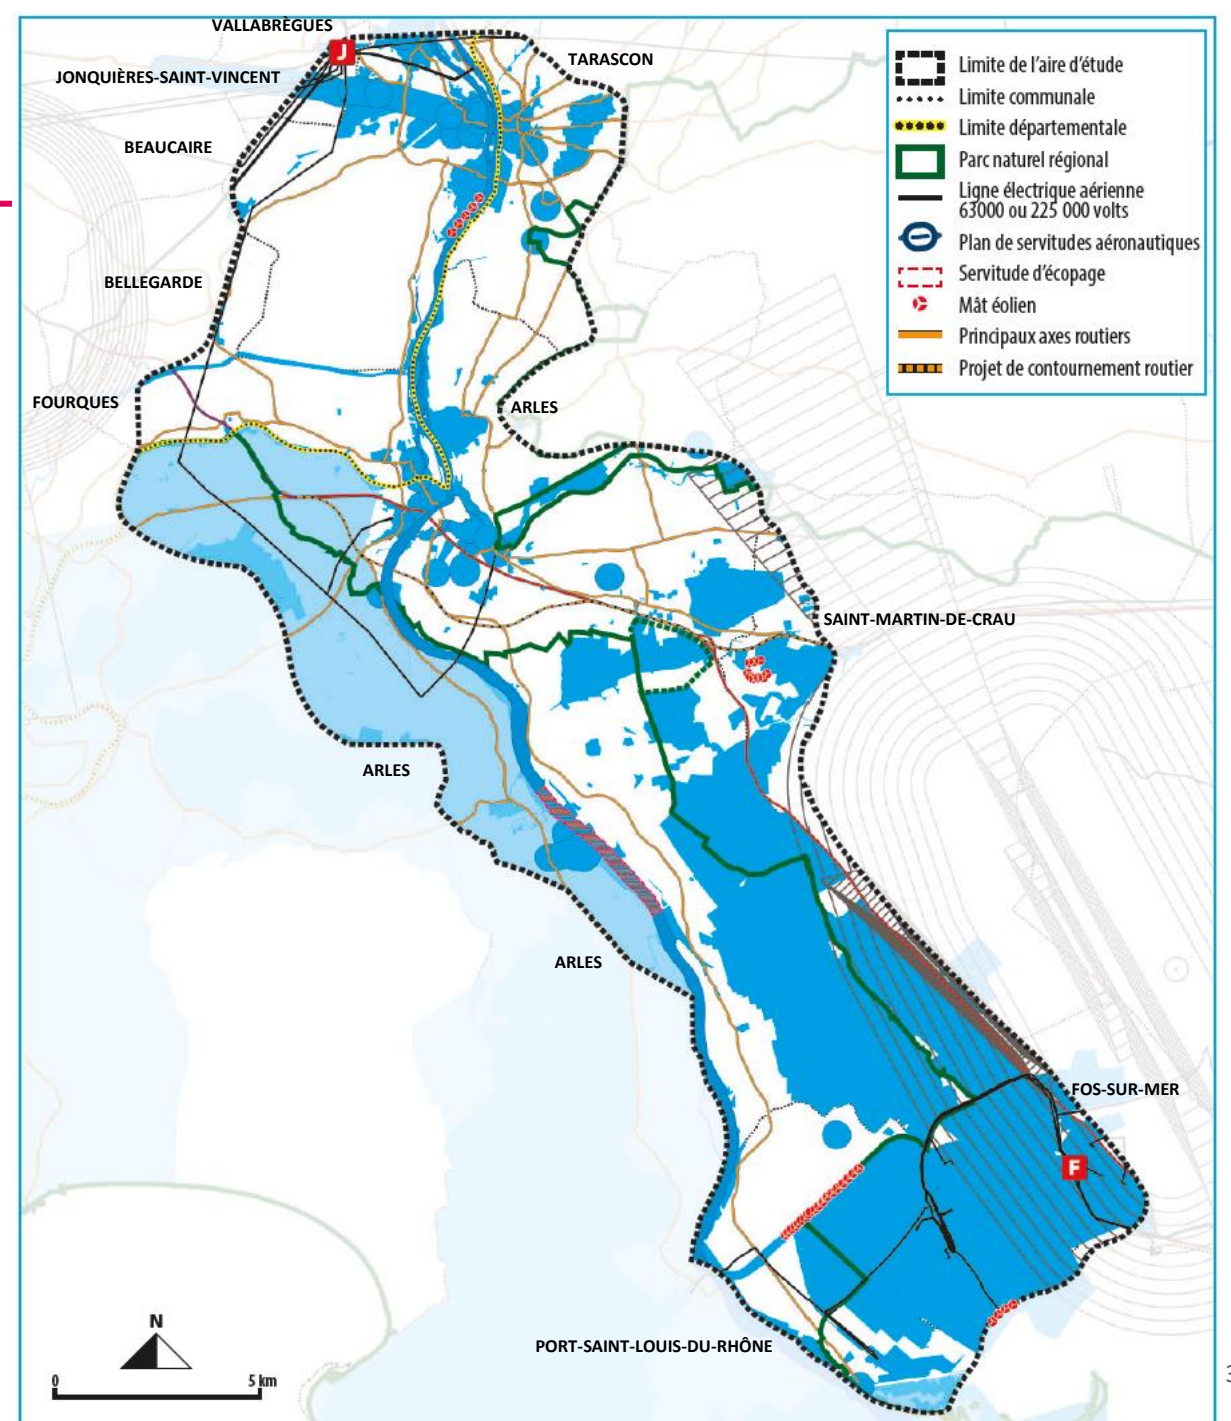 VALLABRÈGUES
J
TARASCON
JONQUIÈRES-SAINT-VINCENT
BEAUCAIRE
BELLEGARDE
FOURQUES
ARLES
Limite de l'aire d'étude
Limite communale
Limite départementale
Parc naturel régional
Ligne électrique aérienne
63000 ou 225 000 volts
Plan de servitudes aéronautiques
Servitude d'écopage
Mât éolien
Principaux axes routiers
Projet de contournement routier
SAINT-MARTIN-DE-CRAU
ARLES
ARLES
FOS-SUR-MER
F
PORT-SAINT-LOUIS-DU-RHÔNE
N
0 5 km